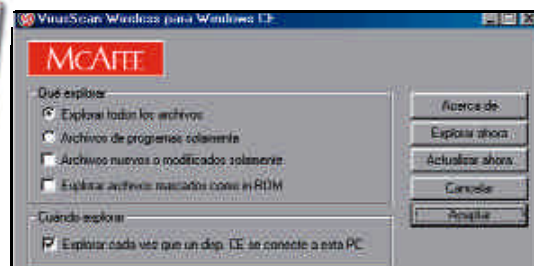 VirusScan Wireless para Windows CE
McAFEE
Qué explorar
Explorar todos los archivos
Archivos de programas solamente
Archivos nuevos o modificados solamente
Explorar archivos marcados como in-ROM
Cuándo explorar
Explorar cada vez que un disp. CE se conecte a esta PC
Acerca de
Explorar ahora
Actualizar ahora
Cancelar
Aceptar